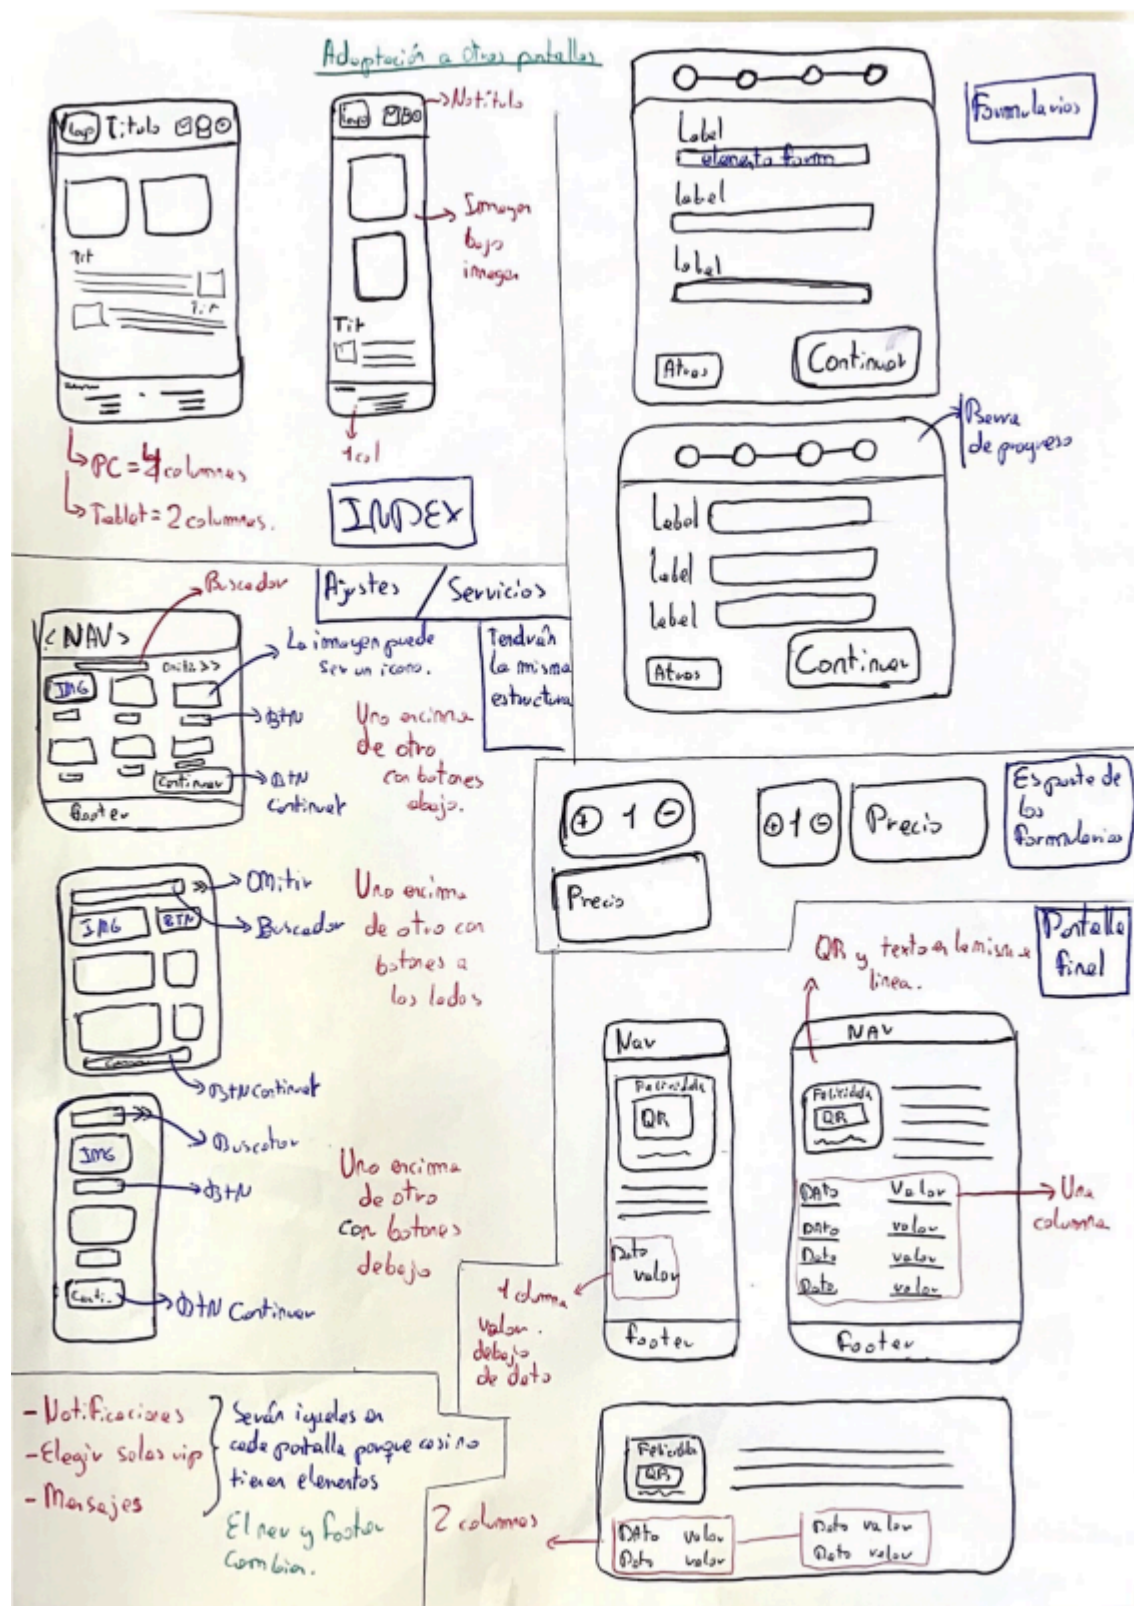 Adaptación a otras pantallas
Logo Titulo
Logo
No título
Tit
Tit
Imagen
bajo
imagen
Tit
1 col
PC = 4 columnas
Tablet = 2 columnas.
INDEX
Formularios
Label
elemento form
label
Label
Atras
Continuar
Barra
de progreso
Label
Label
label
Atras
Continuar
Ajustes / Servicios
Tendrán
la misma
estructura
Buscador
< NAV >
Omitir >>
IMG
La imagen puede
ser un icono.
BTN
Continuar
BTN
continuar
Footer
Uno encima
de otro
con botones
abajo.
>> Omitir
Buscador
IMG
BTN
BTN Continuar
Uno encima
de otro con
botones a
los lados
>>
Buscador
IMG
BTN
Conti..
BTN Continuar
Uno encima
de otro
con botones
debajo
+ 1 -
Precio
+ 1 -
Precio
Es parte de
los
formularios
Pantalla
final
QR y texto en la misma
linea.
Nav
Felicidades
QR
Dato
valor
footer
1 columna
valor.
debajo
de dato
NAV
Felicidades
QR
DAto Valor
DAto valor
Dato valor
Dato valor
Footer
Una
columna
Felicidades
QR
2 columnas
DAto valor
Dato valor
Dato valor
Dato valor
- Notificaciones
- Elegir salas vip
- Mensajes
Serán iguales en
cada pantalla porque casi no
tienen elementos
El nav y footer
cambian.